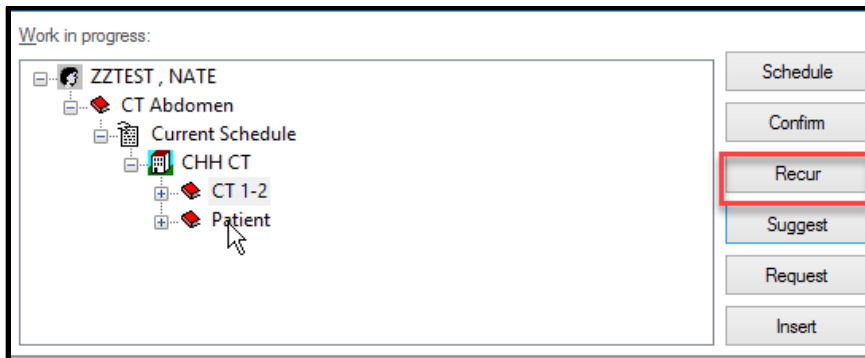 Work in progress:
ZZTEST , NATE
CT Abdomen
Current Schedule
CHH CT
CT 1-2
Patient
Schedule
Confirm
Recur
Suggest
Request
Insert